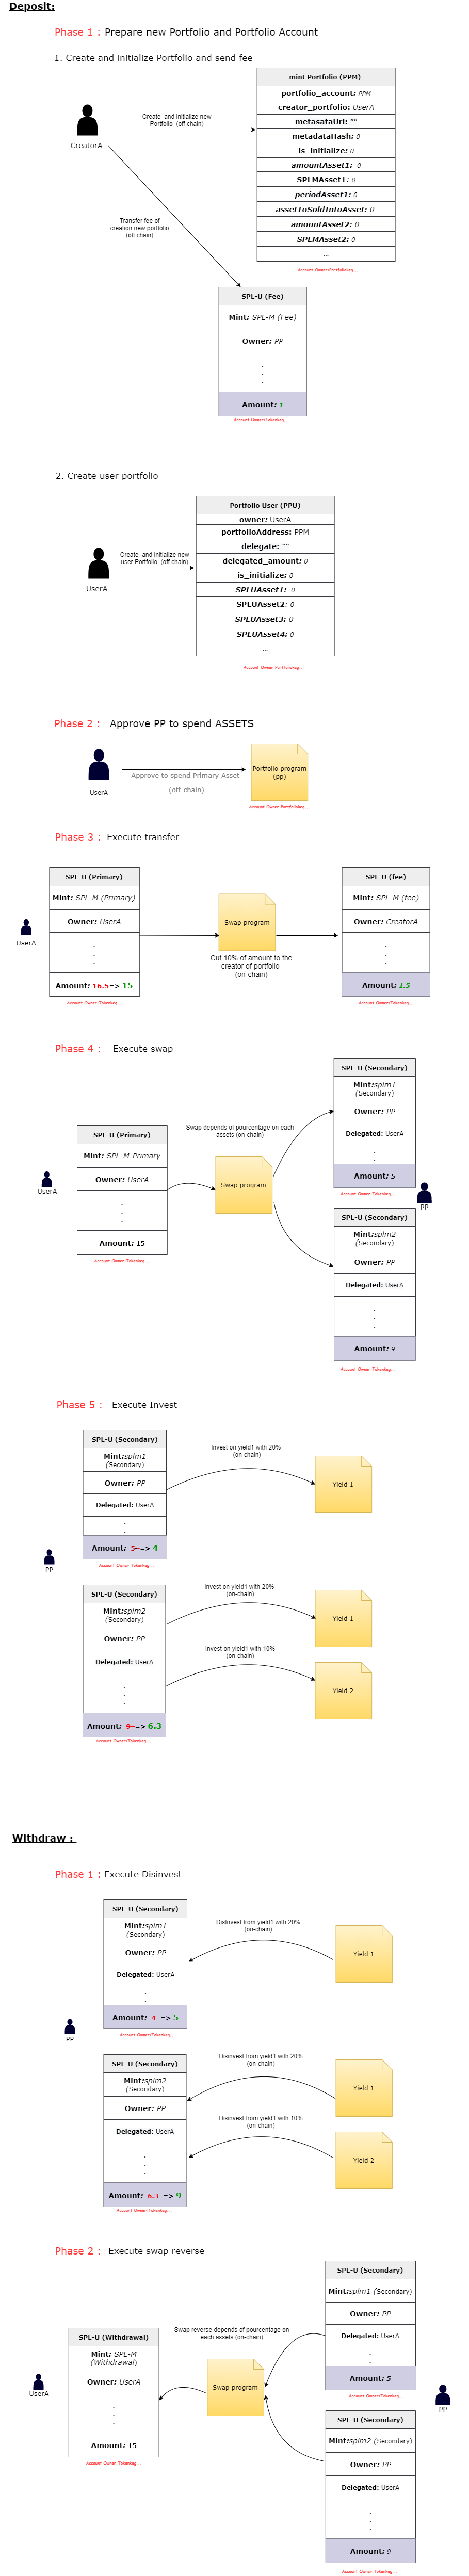 Deposit:
Phase 1 : Prepare new Portfolio and Portfolio Account
1. Create and initialize Portfolio and send fee
mint Portfolio (PPM)
portfolio_account: PPM
creator_portfolio: UserA
metasataUrl: ""
metadataHash: 0
is_initialize: 0
amountAsset1: 0
SPLMAsset1: 0
periodAsset1: 0
assetToSoldIntoAsset: 0
amountAsset2: 0
SPLMAsset2: 0
...
Account Owner:Portfoliokeg...
Create and initialize new
Portfolio (off chain)
CreatorA
Transfer fee of
creation new portfolio
(off chain)
SPL-U (Fee)
Mint: SPL-M (Fee)
Owner: PP
.
.
.
Amount: 1
Account Owner:Tokenkeg...
2. Create user portfolio
Portfolio User (PPU)
owner: UserA
portfolioAddress: PPM
delegate: ""
delegated_amount: 0
is_initialize: 0
SPLUAsset1: 0
SPLUAsset2: 0
SPLUAsset3: 0
SPLUAsset4: 0
...
Account Owner:Portfoliokeg...
Create and initialize new
user Portfolio (off chain)
UserA
Phase 2 : Approve PP to spend ASSETS
UserA
Approve to spend Primary Asset
(off-chain)
Portfolio program
(pp)
Account Owner:Portfoliokeg...
Phase 3 : Execute transfer
UserA
SPL-U (Primary)
Mint: SPL-M (Primary)
Owner: UserA
.
.
.
Amount: 16.5=> 15
Account Owner:Tokenkeg...
Swap program
Cut 10% of amount to the
creator of portfolio
(on-chain)
SPL-U (fee)
Mint: SPL-M (fee)
Owner: CreatorA
.
.
.
Amount: 1.5
Account Owner:Tokenkeg...
Phase 4 : Execute swap
UserA
SPL-U (Primary)
Mint: SPL-M-Primary
Owner: UserA
.
.
.
Amount: 15
Account Owner:Tokenkeg...
Swap depends of pourcentage on each
assets (on-chain)
Swap program
SPL-U (Secondary)
Mint:splm1
(Secondary)
Owner: PP
Delegated: UserA
.
.
Amount: 5
Account Owner:Tokenkeg...
PP
SPL-U (Secondary)
Mint:splm2
(Secondary)
Owner: PP
Delegated: UserA
.
.
.
Amount: 9
Account Owner:Tokenkeg...
Phase 5 : Execute Invest
PP
SPL-U (Secondary)
Mint:splm1
(Secondary)
Owner: PP
Delegated: UserA
.
.
Amount: 5 => 4
Account Owner:Tokenkeg...
Invest on yield1 with 20%
(on-chain)
Yield 1
SPL-U (Secondary)
Mint:splm2
(Secondary)
Owner: PP
Delegated: UserA
.
.
.
Amount: 9 => 6.3
Account Owner:Tokenkeg...
Invest on yield1 with 20%
(on-chain)
Yield 1
Invest on yield1 with 10%
(on-chain)
Yield 2
Withdraw :
Phase 1 : Execute Disinvest
PP
SPL-U (Secondary)
Mint:splm1
(Secondary)
Owner: PP
Delegated: UserA
.
.
Amount: 4 => 5
Account Owner:Tokenkeg...
DisInvest from yield1 with 20%
(on-chain)
Yield 1
SPL-U (Secondary)
Mint:splm2
(Secondary)
Owner: PP
Delegated: UserA
.
.
.
Amount: 6.3 => 9
Account Owner:Tokenkeg...
Disinvest from yield1 with 20%
(on-chain)
Yield 1
Disinvest from yield1 with 10%
(on-chain)
Yield 2
Phase 2 : Execute swap reverse
UserA
SPL-U (Withdrawal)
Mint: SPL-M
(Withdrawal)
Owner: UserA
.
.
.
Amount: 15
Account Owner:Tokenkeg...
Swap reverse depends of pourcentage on
each assets (on-chain)
Swap program
SPL-U (Secondary)
Mint:splm1 (Secondary)
Owner: PP
Delegated: UserA
.
.
Amount: 5
Account Owner:Tokenkeg...
PP
SPL-U (Secondary)
Mint:splm2 (Secondary)
Owner: PP
Delegated: UserA
.
.
.
Amount: 9
Account Owner:Tokenkeg...